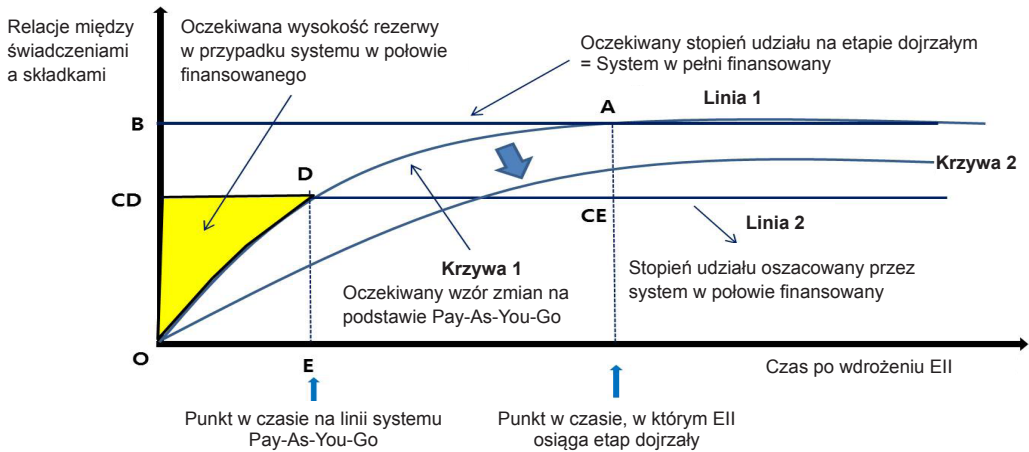 Relacje między
świadczeniami
a składkami
Oczekiwana wysokość rezerwy
w przypadku systemu w połowie
finansowanego
Oczekiwany stopień udziału na etapie dojrzałym
= System w pełni finansowany
Linia 1
A
B
Krzywa 2
D
CD
CE
Linia 2
Krzywa 1
Oczekiwany wzór zmian na
podstawie Pay-As-You-Go
Stopień udziału oszacowany przez
system w połowie finansowany
O
E
Czas po wdrożeniu EII
Punkt w czasie na linii systemu
Pay-As-You-Go
Punkt w czasie, w którym EII
osiąga etap dojrzały